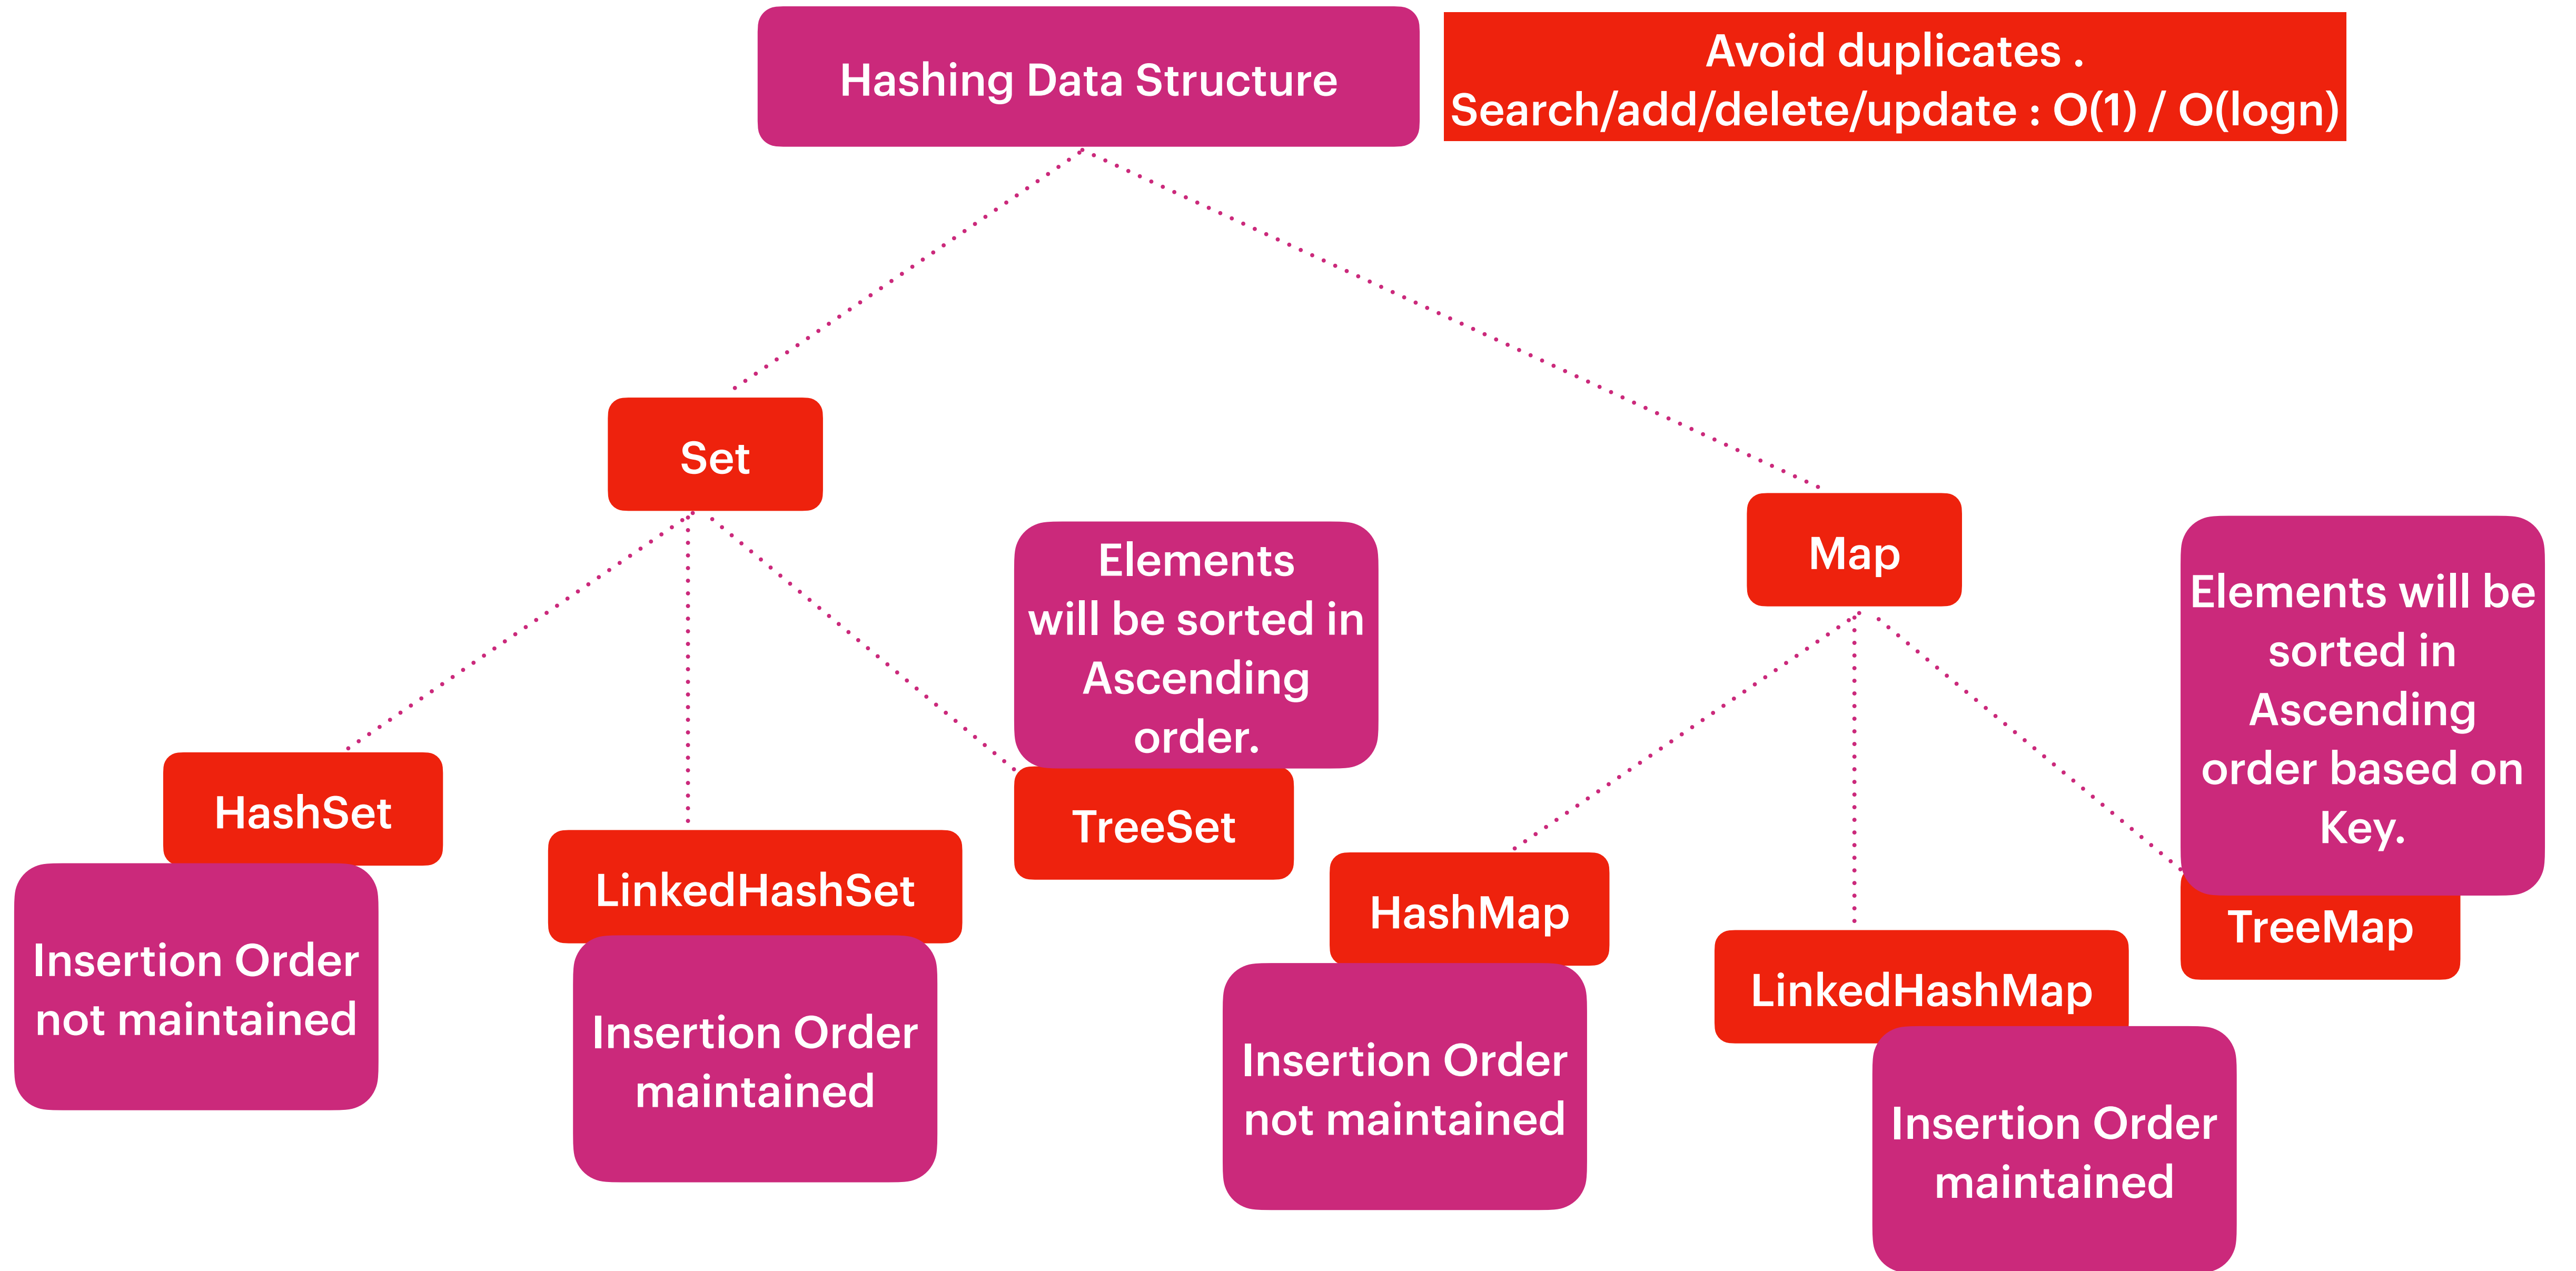 Hashing Data Structure
Avoid duplicates .
Search/add/delete/update : O(1) / O(logn)
Set
Map
Elements
will be sorted in
Ascending
order.
Elements will be
sorted in
Ascending
order based on
Key.
HashSet
TreeSet
LinkedHashSet
HashMap
TreeMap
LinkedHashMap
Insertion Order
not maintained
Insertion Order
maintained
Insertion Order
not maintained
Insertion Order
maintained